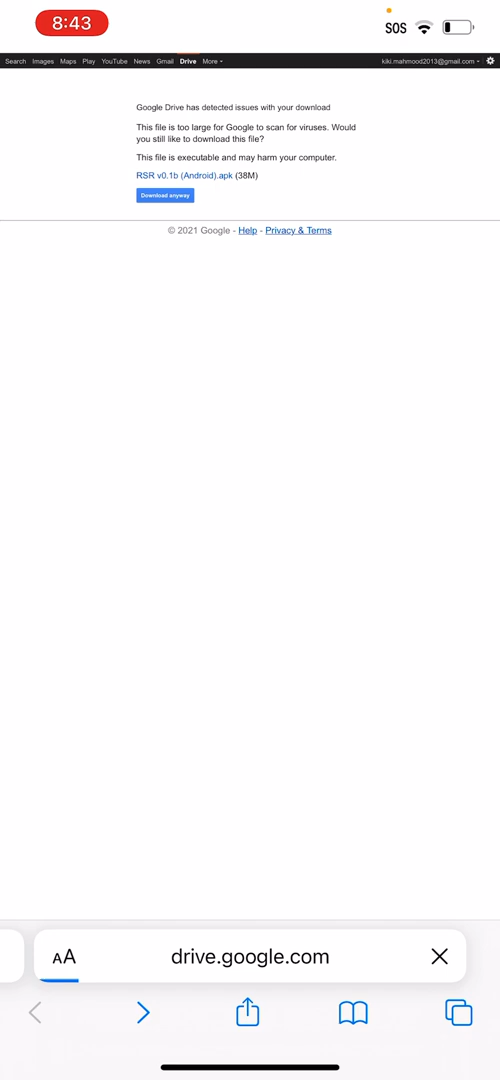 8:43
SOS
Search Images Maps Play YouTube News Gmail Drive More
kiki.mahmood2013@gmail.com
Google Drive has detected issues with your download
This file is too large for Google to scan for viruses. Would
you still like to download this file?
This file is executable and may harm your computer.
RSR v0.1b (Android).apk (38M)
Download anyway
© 2021 Google - Help - Privacy & Terms
AA
drive.google.com